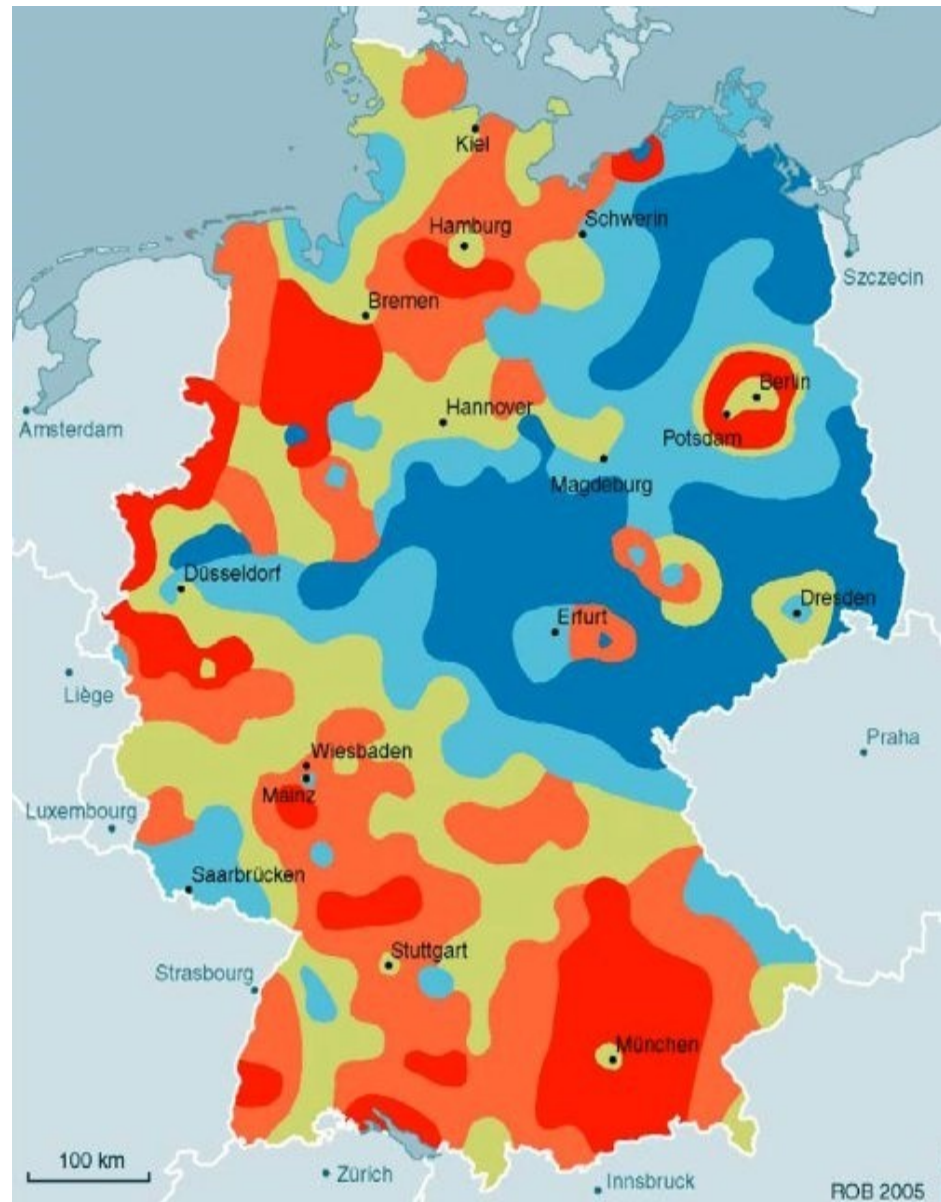 Kiel
Hamburg
Schwerin
Szczecin
Bremen
Berlin
Hannover
Amsterdam
Potsdam
Magdeburg
Düsseldorf
Dresden
Erfurt
Liège
Praha
Wiesbaden
Mainz
Luxembourg
Saarbrücken
Stuttgart
Strasbourg
München
100 km
Zürich
Innsbruck
ROB 2005